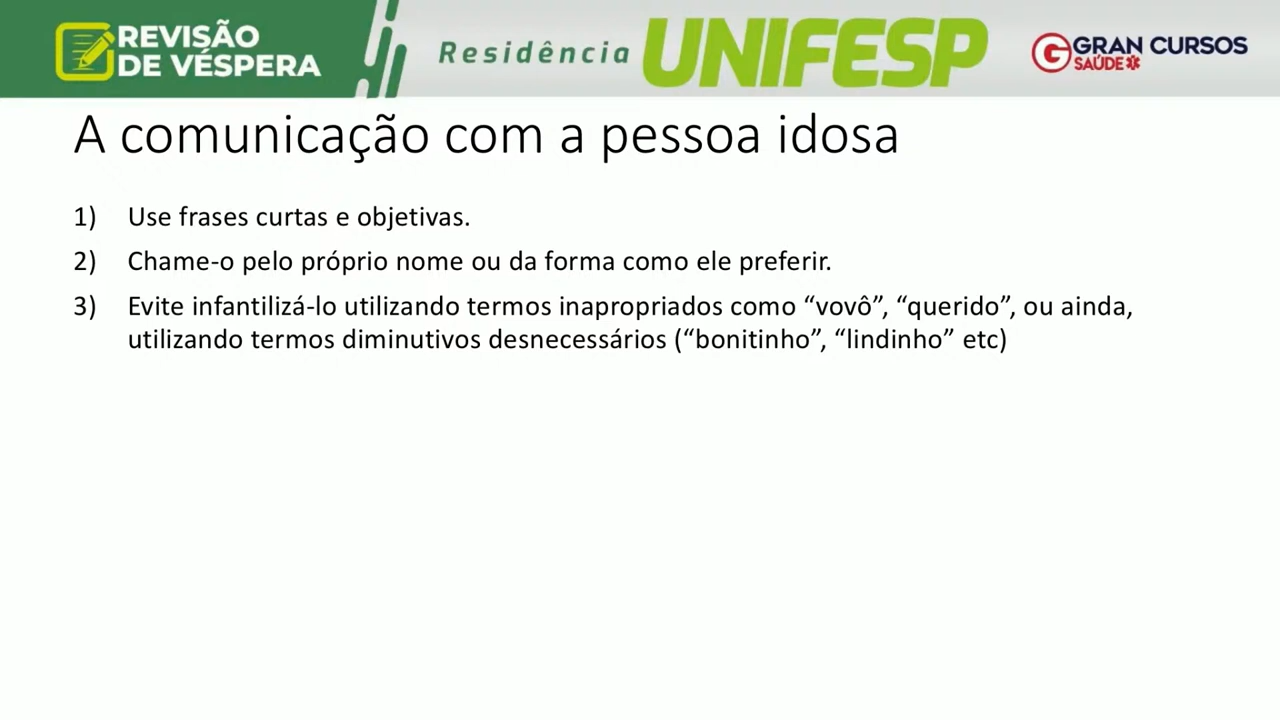 REVISÃO
DE VÉSPERA
Residência UNIFESP
GRAN CURSOS
SAÚDE
A comunicação com a pessoa idosa
1) Use frases curtas e objetivas.
2) Chame-o pelo próprio nome ou da forma como ele preferir.
3) Evite infantilizá-lo utilizando termos inapropriados como “vovô”, “querido”, ou ainda,
utilizando termos diminutivos desnecessários (“bonitinho”, “lindinho” etc)